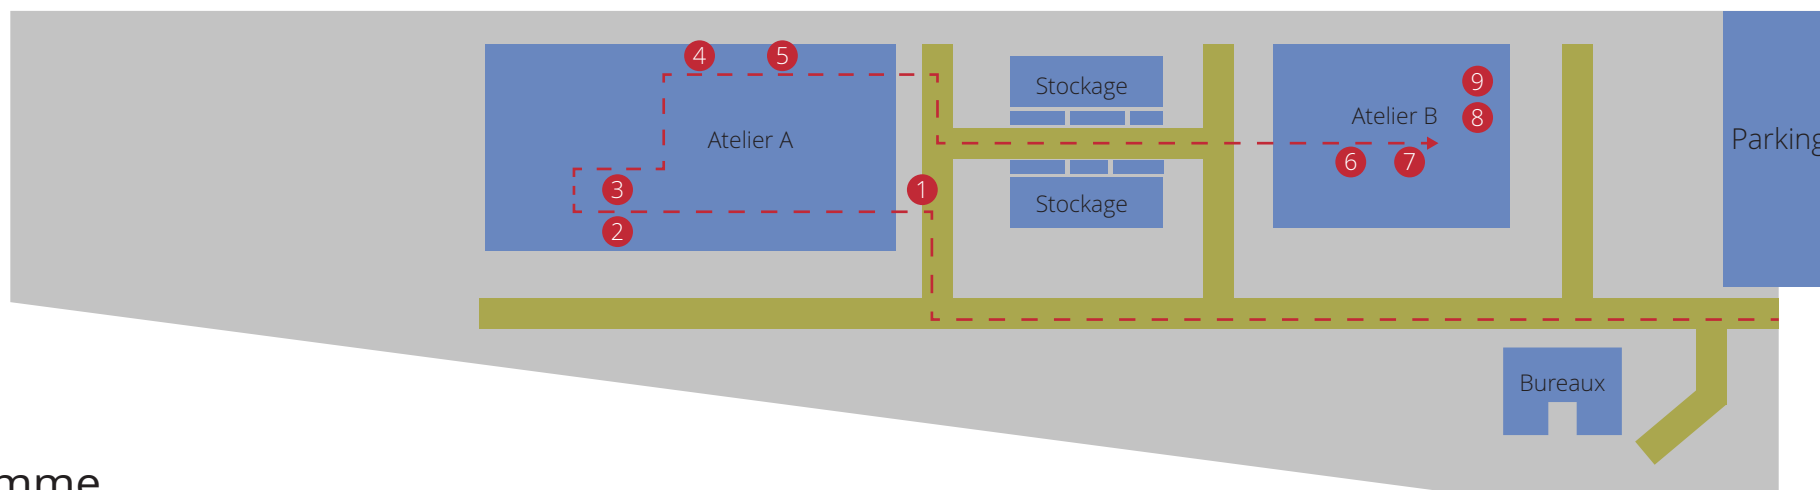 4
5
9
Stockage
8
Atelier B
Parking
Atelier A
6
7
3
1
Stockage
2
Bureaux